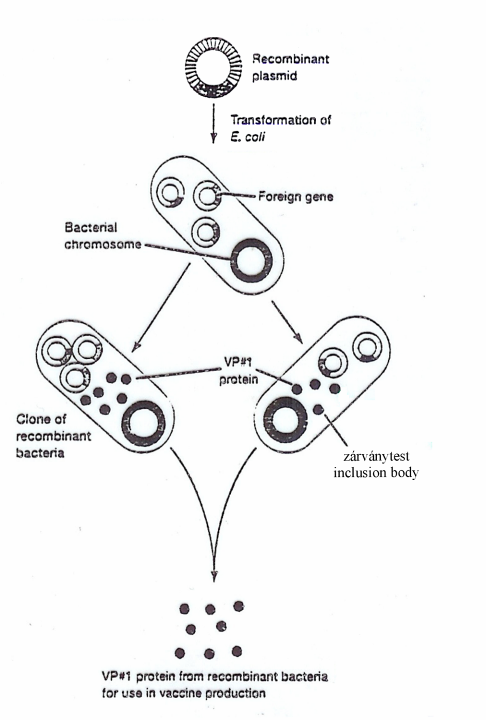 Recombinant
plasmid
Transformation of
E. coli
Foreign gene
Bacterial
chromosome
VP#1
protein
Clone of
recombinant
bacteria
zárványtest
inclusion body
VP#1 protein from recombinant bacteria
for use in vaccine production